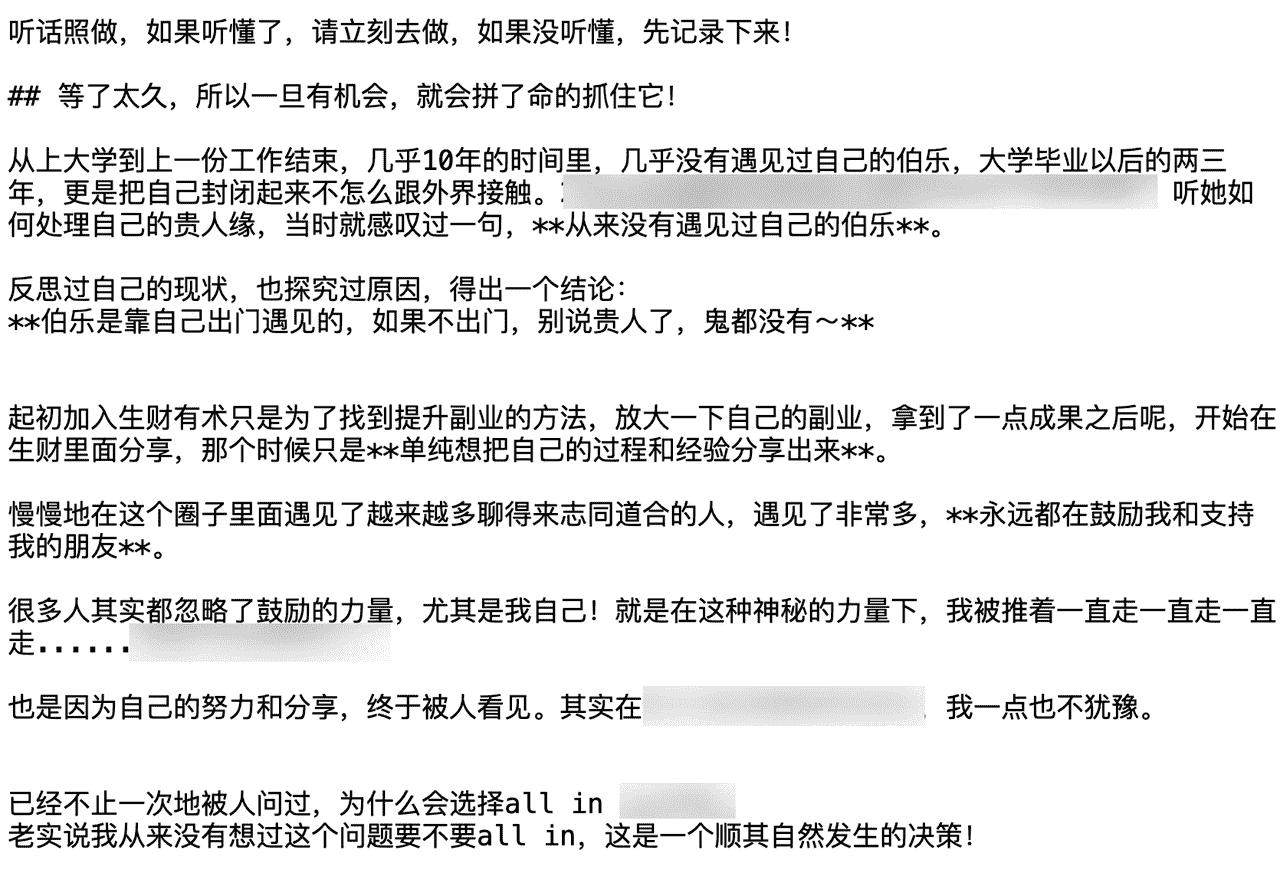 听话照做，如果听懂了，请立刻去做，如果没听懂，先记录下来！
## 等了太久，所以一旦有机会，就会拼了命的抓住它！
从上大学到上一份工作结束，几乎10年的时间里，几乎没有遇见过自己的伯乐，大学毕业以后的两三
年，更是把自己封闭起来不怎么跟外界接触。 听她如
何处理自己的贵人缘，当时就感叹过一句，**从来没有遇见过自己的伯乐**。
反思过自己的现状，也探究过原因，得出一个结论：
**伯乐是靠自己出门遇见的，如果不出门，别说贵人了，鬼都没有～**
起初加入生财有术只是为了找到提升副业的方法，放大一下自己的副业，拿到了一点成果之后呢，开始在
生财里面分享，那个时候只是**单纯想把自己的过程和经验分享出来**。
慢慢地在这个圈子里面遇见了越来越多聊得来志同道合的人，遇见了非常多，**永远都在鼓励我和支持
我的朋友**。
很多人其实都忽略了鼓励的力量，尤其是我自己！就是在这种神秘的力量下，我被推着一直走一直走一直
走......
也是因为自己的努力和分享，终于被人看见。其实在 我一点也不犹豫。
已经不止一次地被人问过，为什么会选择all in
老实说我从来没有想过这个问题要不要all in，这是一个顺其自然发生的决策！